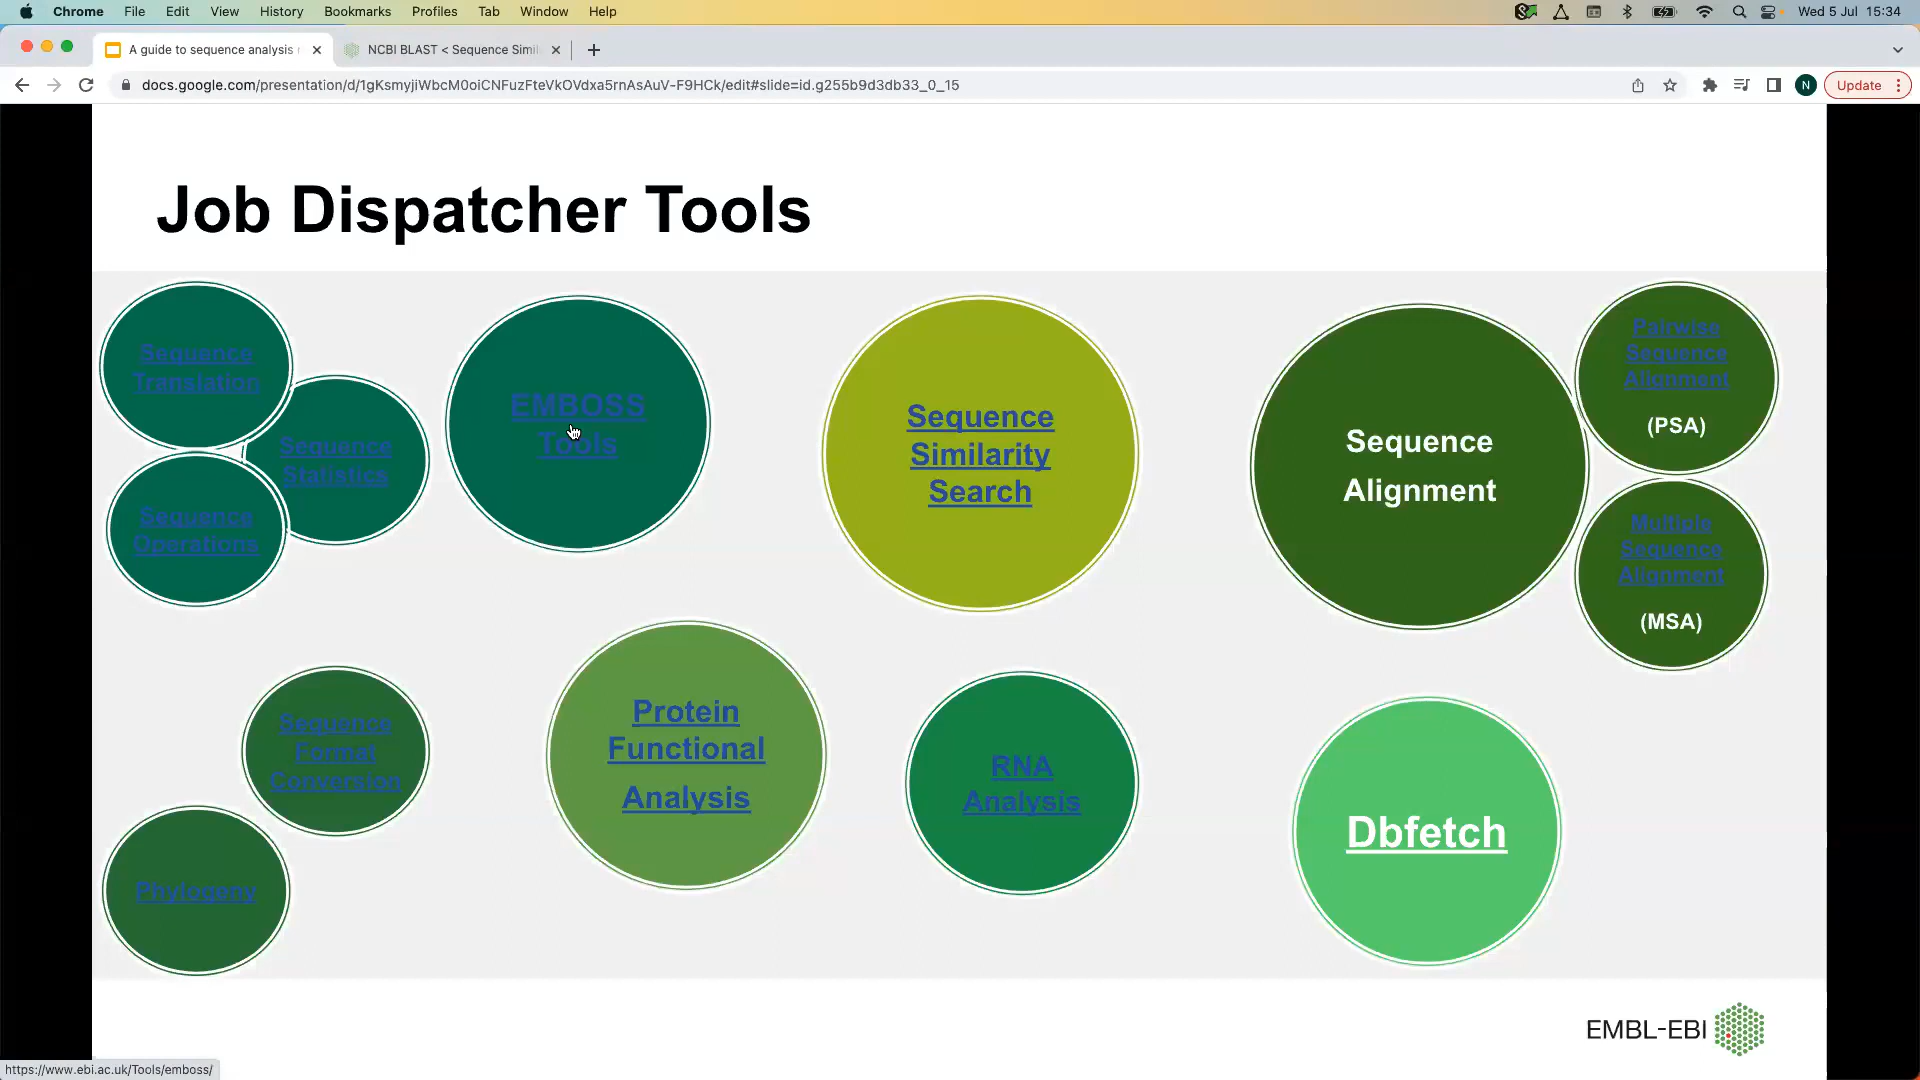 Chrome File Edit View History Bookmarks Profiles Tab Window Help Wed 5 Jul 15:34
A guide to sequence analysis NCBI BLAST < Sequence Simil
docs.google.com/presentation/d/1gKsmyjiWbcM0oiCNFuzFteVkOVdxa5rnAsAuV-F9HCk/edit#slide=id.g255b9d3db33_0_15 N Update
Job Dispatcher Tools
Sequence
Translation
Sequence
Statistics
Sequence
Operations
EMBOSS
Tools
Sequence
Similarity
Search
Sequence
Alignment
Pairwise
Sequence
Alignment
(PSA)
Multiple
Sequence
Alignment
(MSA)
Sequence
Format
Conversion
Phylogeny
Protein
Functional
Analysis
RNA
Analysis
Dbfetch
EMBL-EBI
https://www.ebi.ac.uk/Tools/emboss/